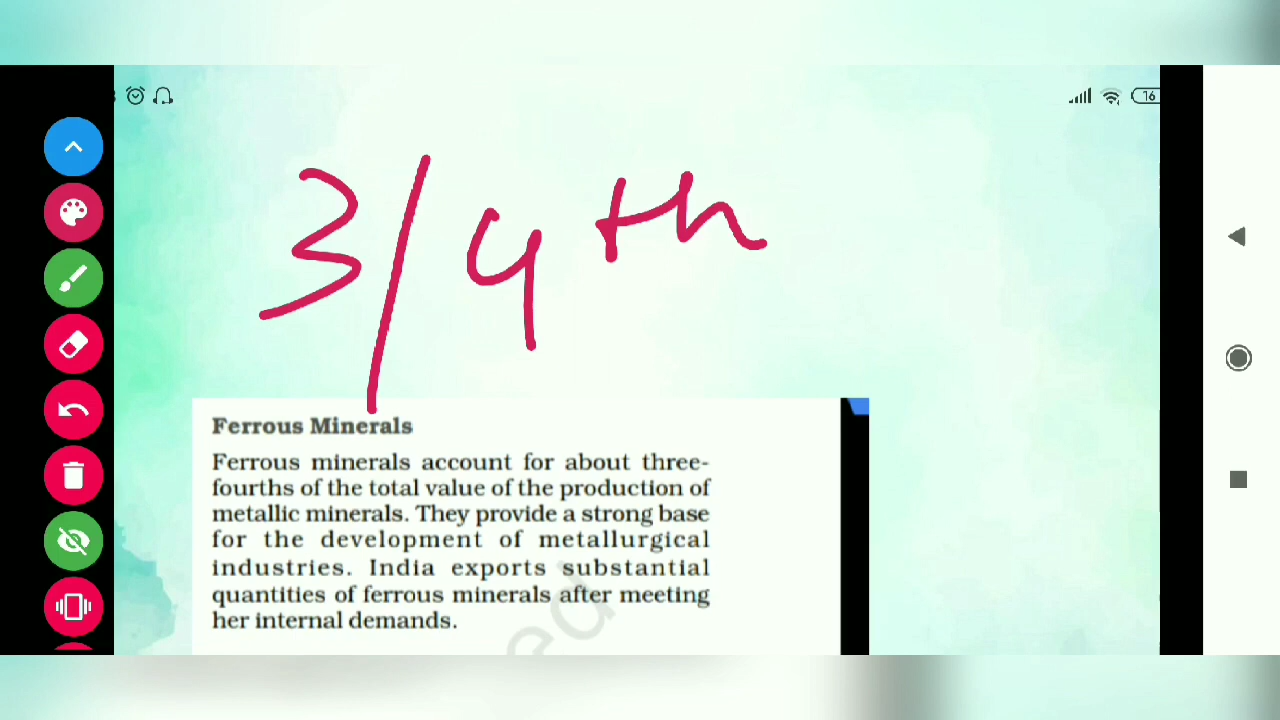 16
3/4th
Ferrous Minerals
Ferrous minerals account for about three-
fourths of the total value of the production of
metallic minerals. They provide a strong base
for the development of metallurgical
industries. India exports substantial
quantities of ferrous minerals after meeting
her internal demands.
ed